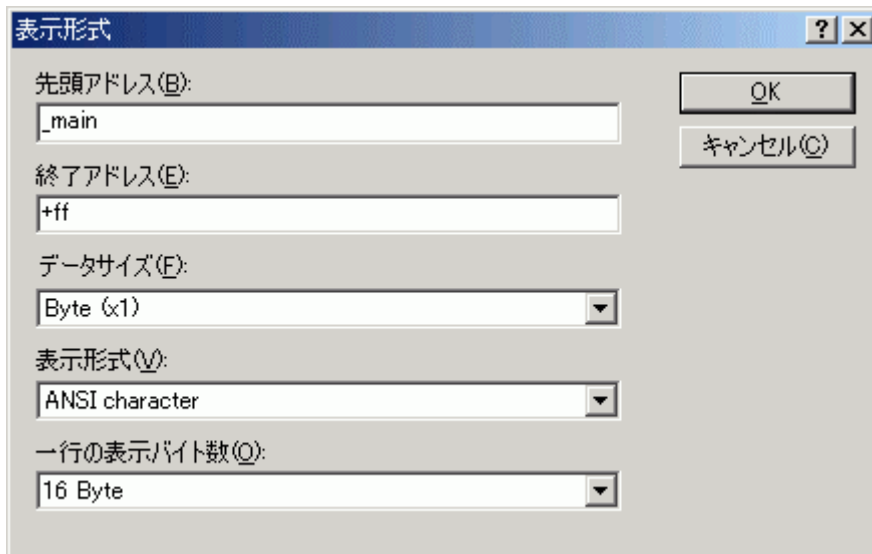 表示形式
先頭アドレス(B):
_main
OK
キャンセル(C)
終了アドレス(E):
+ff
データサイズ(F):
Byte (x1)
表示形式(V):
ANSI character
一行の表示バイト数(O):
16 Byte